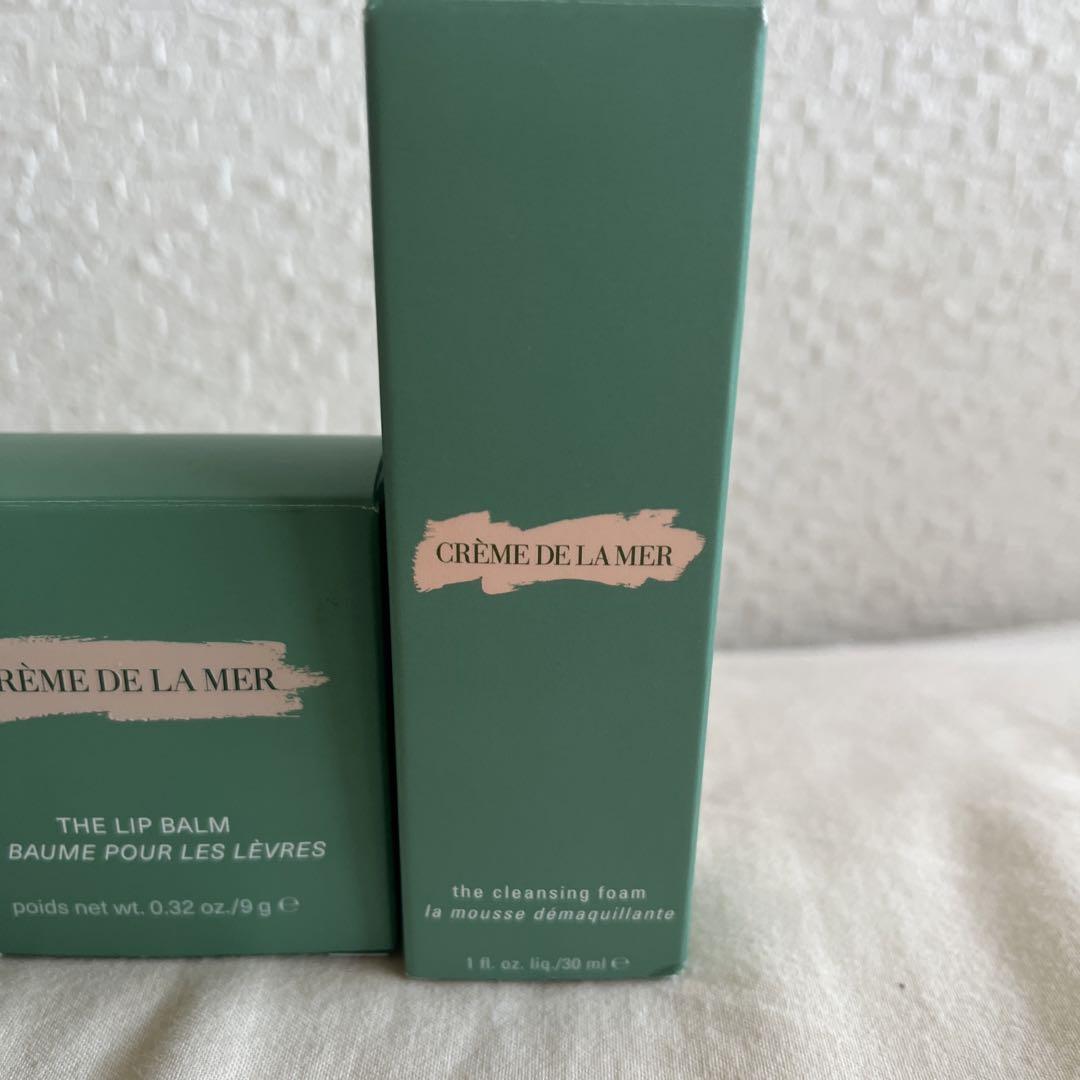 RÈME DE LA MER
THE LIP BALM
BAUME POUR LES LÈVRES
poids net wt. 0.32 oz./9 g ℮
CRÈME DE LA MER
the cleansing foam
la mousse démaquillante
1 fl. oz. liq./30 ml ℮